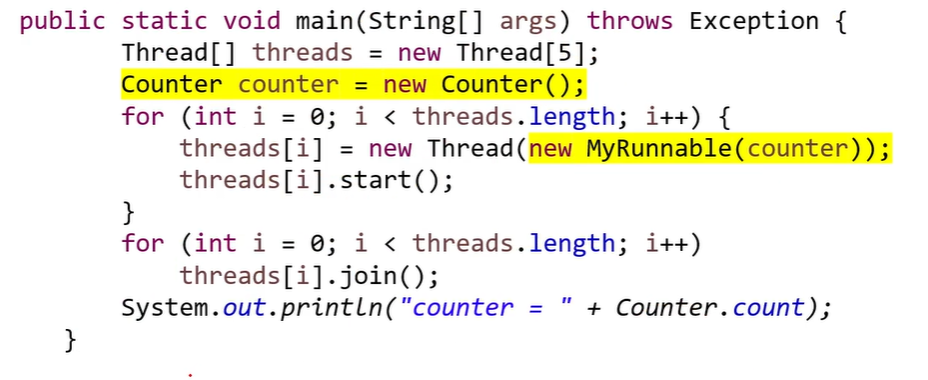 public static void main(String[] args) throws Exception {
Thread[] threads = new Thread[5];
Counter counter = new Counter();
for (int i = 0; i < threads.length; i++) {
threads[i] = new Thread(new MyRunnable(counter));
threads[i].start();
}
for (int i = 0; i < threads.length; i++)
threads[i].join();
System.out.println("counter = " + Counter.count);
}